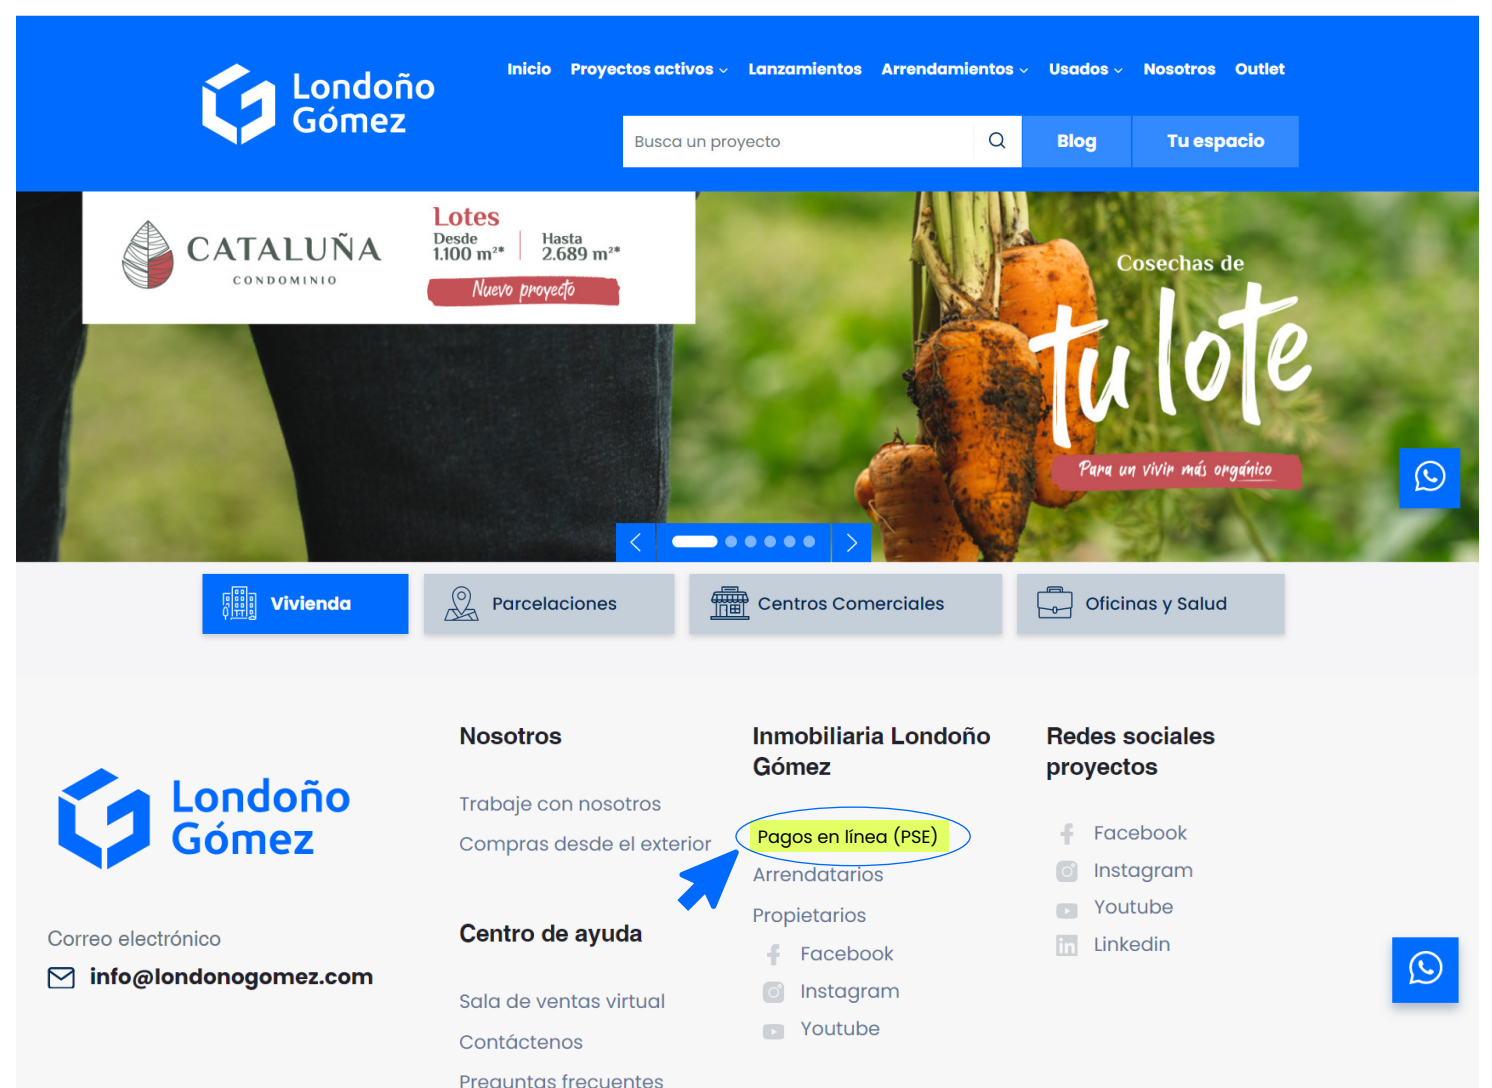 Londoño
Gómez
Inicio Proyectos activos Lanzamientos Arrendamientos Usados Nosotros Outlet
Busca un proyecto
Blog
Tu espacio
CATALUÑA
CONDOMINIO
Lotes
Desde
1.100 m²*
Hasta
2.689 m²*
Nuevo proyecto
Cosechas de
tu lote
Para un vivir más orgánico
Vivienda
Parcelaciones
Centros Comerciales
Oficinas y Salud
Londoño
Gómez
Correo electrónico
info@londonogomez.com
Nosotros
Trabaje con nosotros
Compras desde el exterior
Centro de ayuda
Sala de ventas virtual
Contáctenos
Preguntas frecuentes
Inmobiliaria Londoño
Gómez
Pagos en línea (PSE)
Arrendatarios
Propietarios
Facebook
Instagram
Youtube
Redes sociales
proyectos
Facebook
Instagram
Youtube
Linkedin